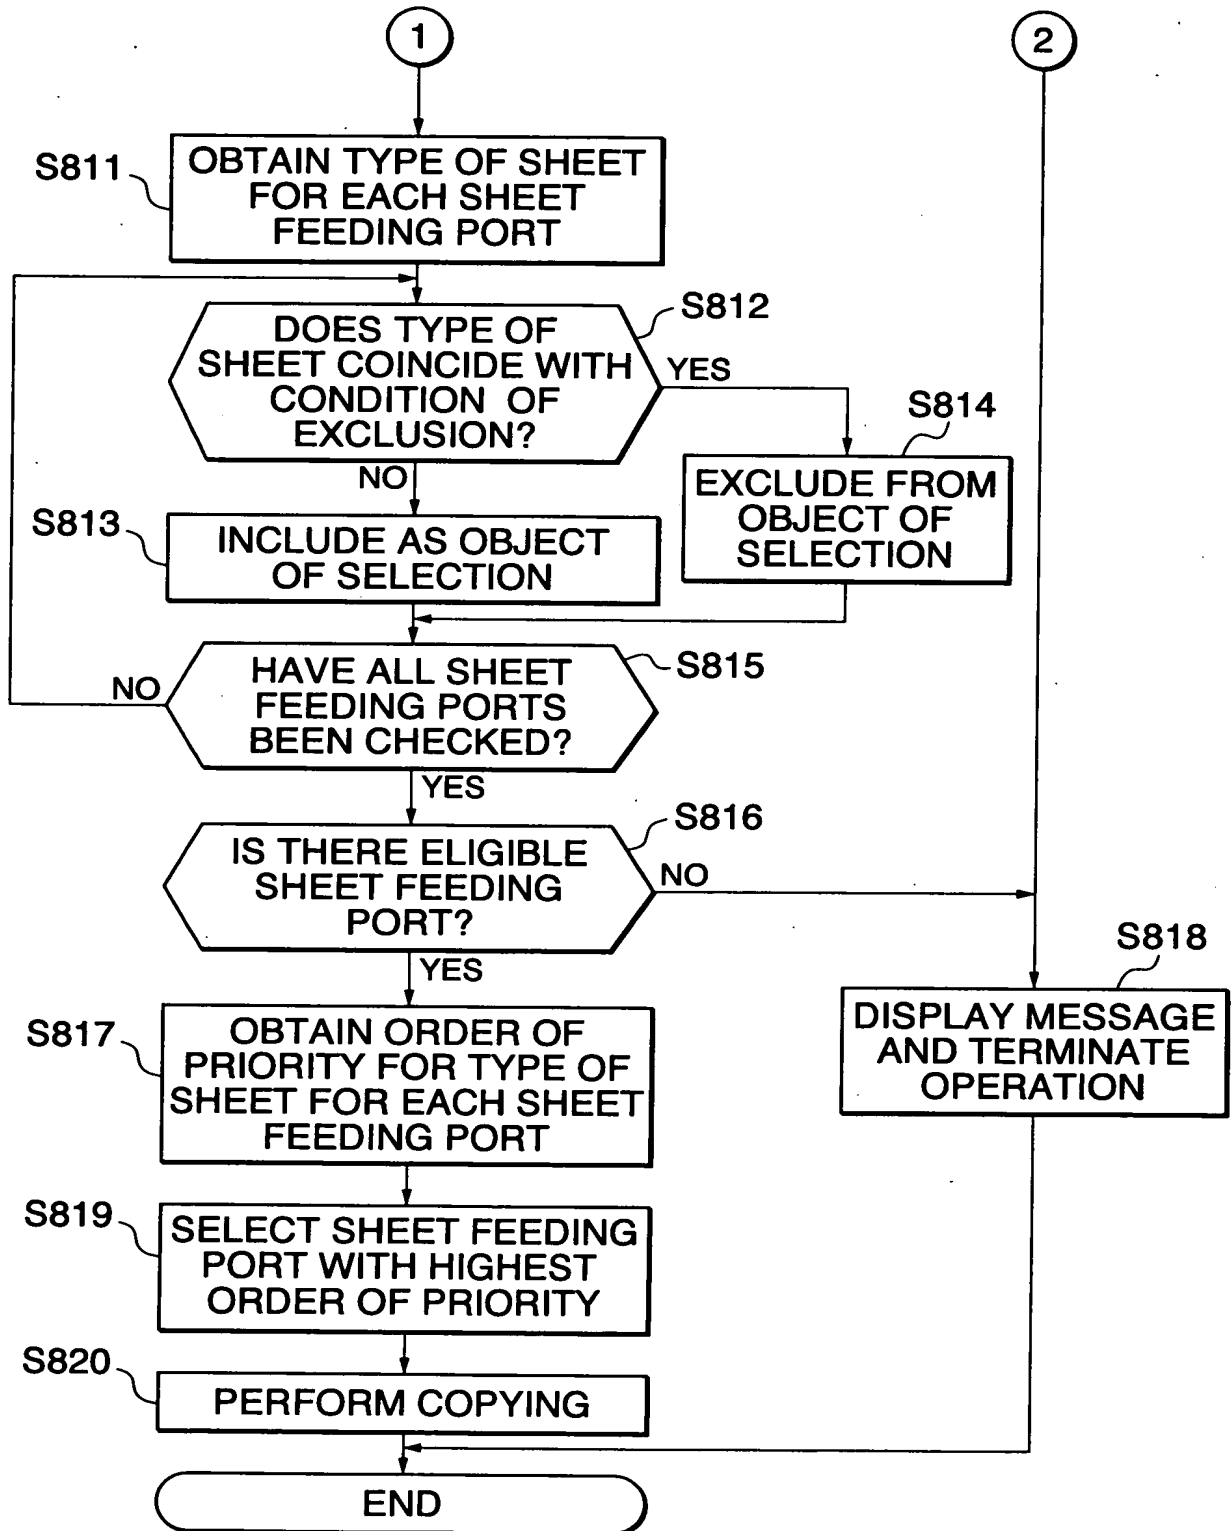 1
2
S811
OBTAIN TYPE OF SHEET
FOR EACH SHEET
FEEDING PORT
S812
DOES TYPE OF
SHEET COINCIDE WITH
CONDITION OF
EXCLUSION?
YES
NO
S814
EXCLUDE FROM
OBJECT OF
SELECTION
S813
INCLUDE AS OBJECT
OF SELECTION
S815
HAVE ALL SHEET
FEEDING PORTS
BEEN CHECKED?
NO
YES
S816
IS THERE ELIGIBLE
SHEET FEEDING
PORT?
NO
YES
S818
DISPLAY MESSAGE
AND TERMINATE
OPERATION
S817
OBTAIN ORDER OF
PRIORITY FOR TYPE OF
SHEET FOR EACH SHEET
FEEDING PORT
S819
SELECT SHEET FEEDING
PORT WITH HIGHEST
ORDER OF PRIORITY
S820
PERFORM COPYING
END